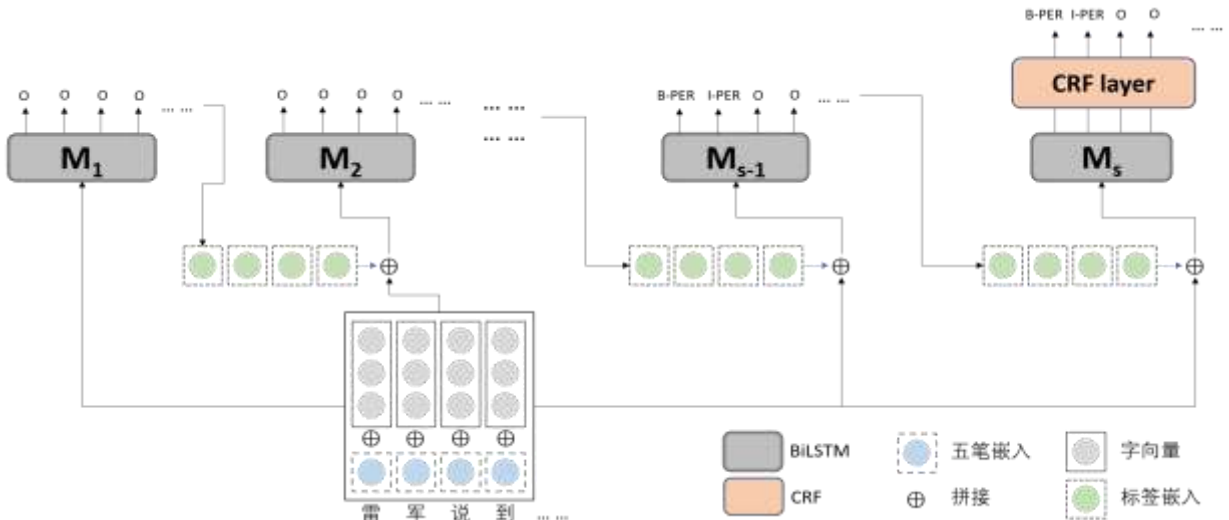 B-PER I-PER O O ... ...
CRF layer
O O O O ... ...
O O O O ... ...
... ...
... ...
B-PER I-PER O O ... ...
M1
M2
Ms-1
Ms
⊕ ⊕ ⊕
⊕ ⊕ ⊕ ⊕
雷 军 说 到 ... ...
BiLSTM
五笔嵌入
字向量
CRF
⊕ 拼接
标签嵌入